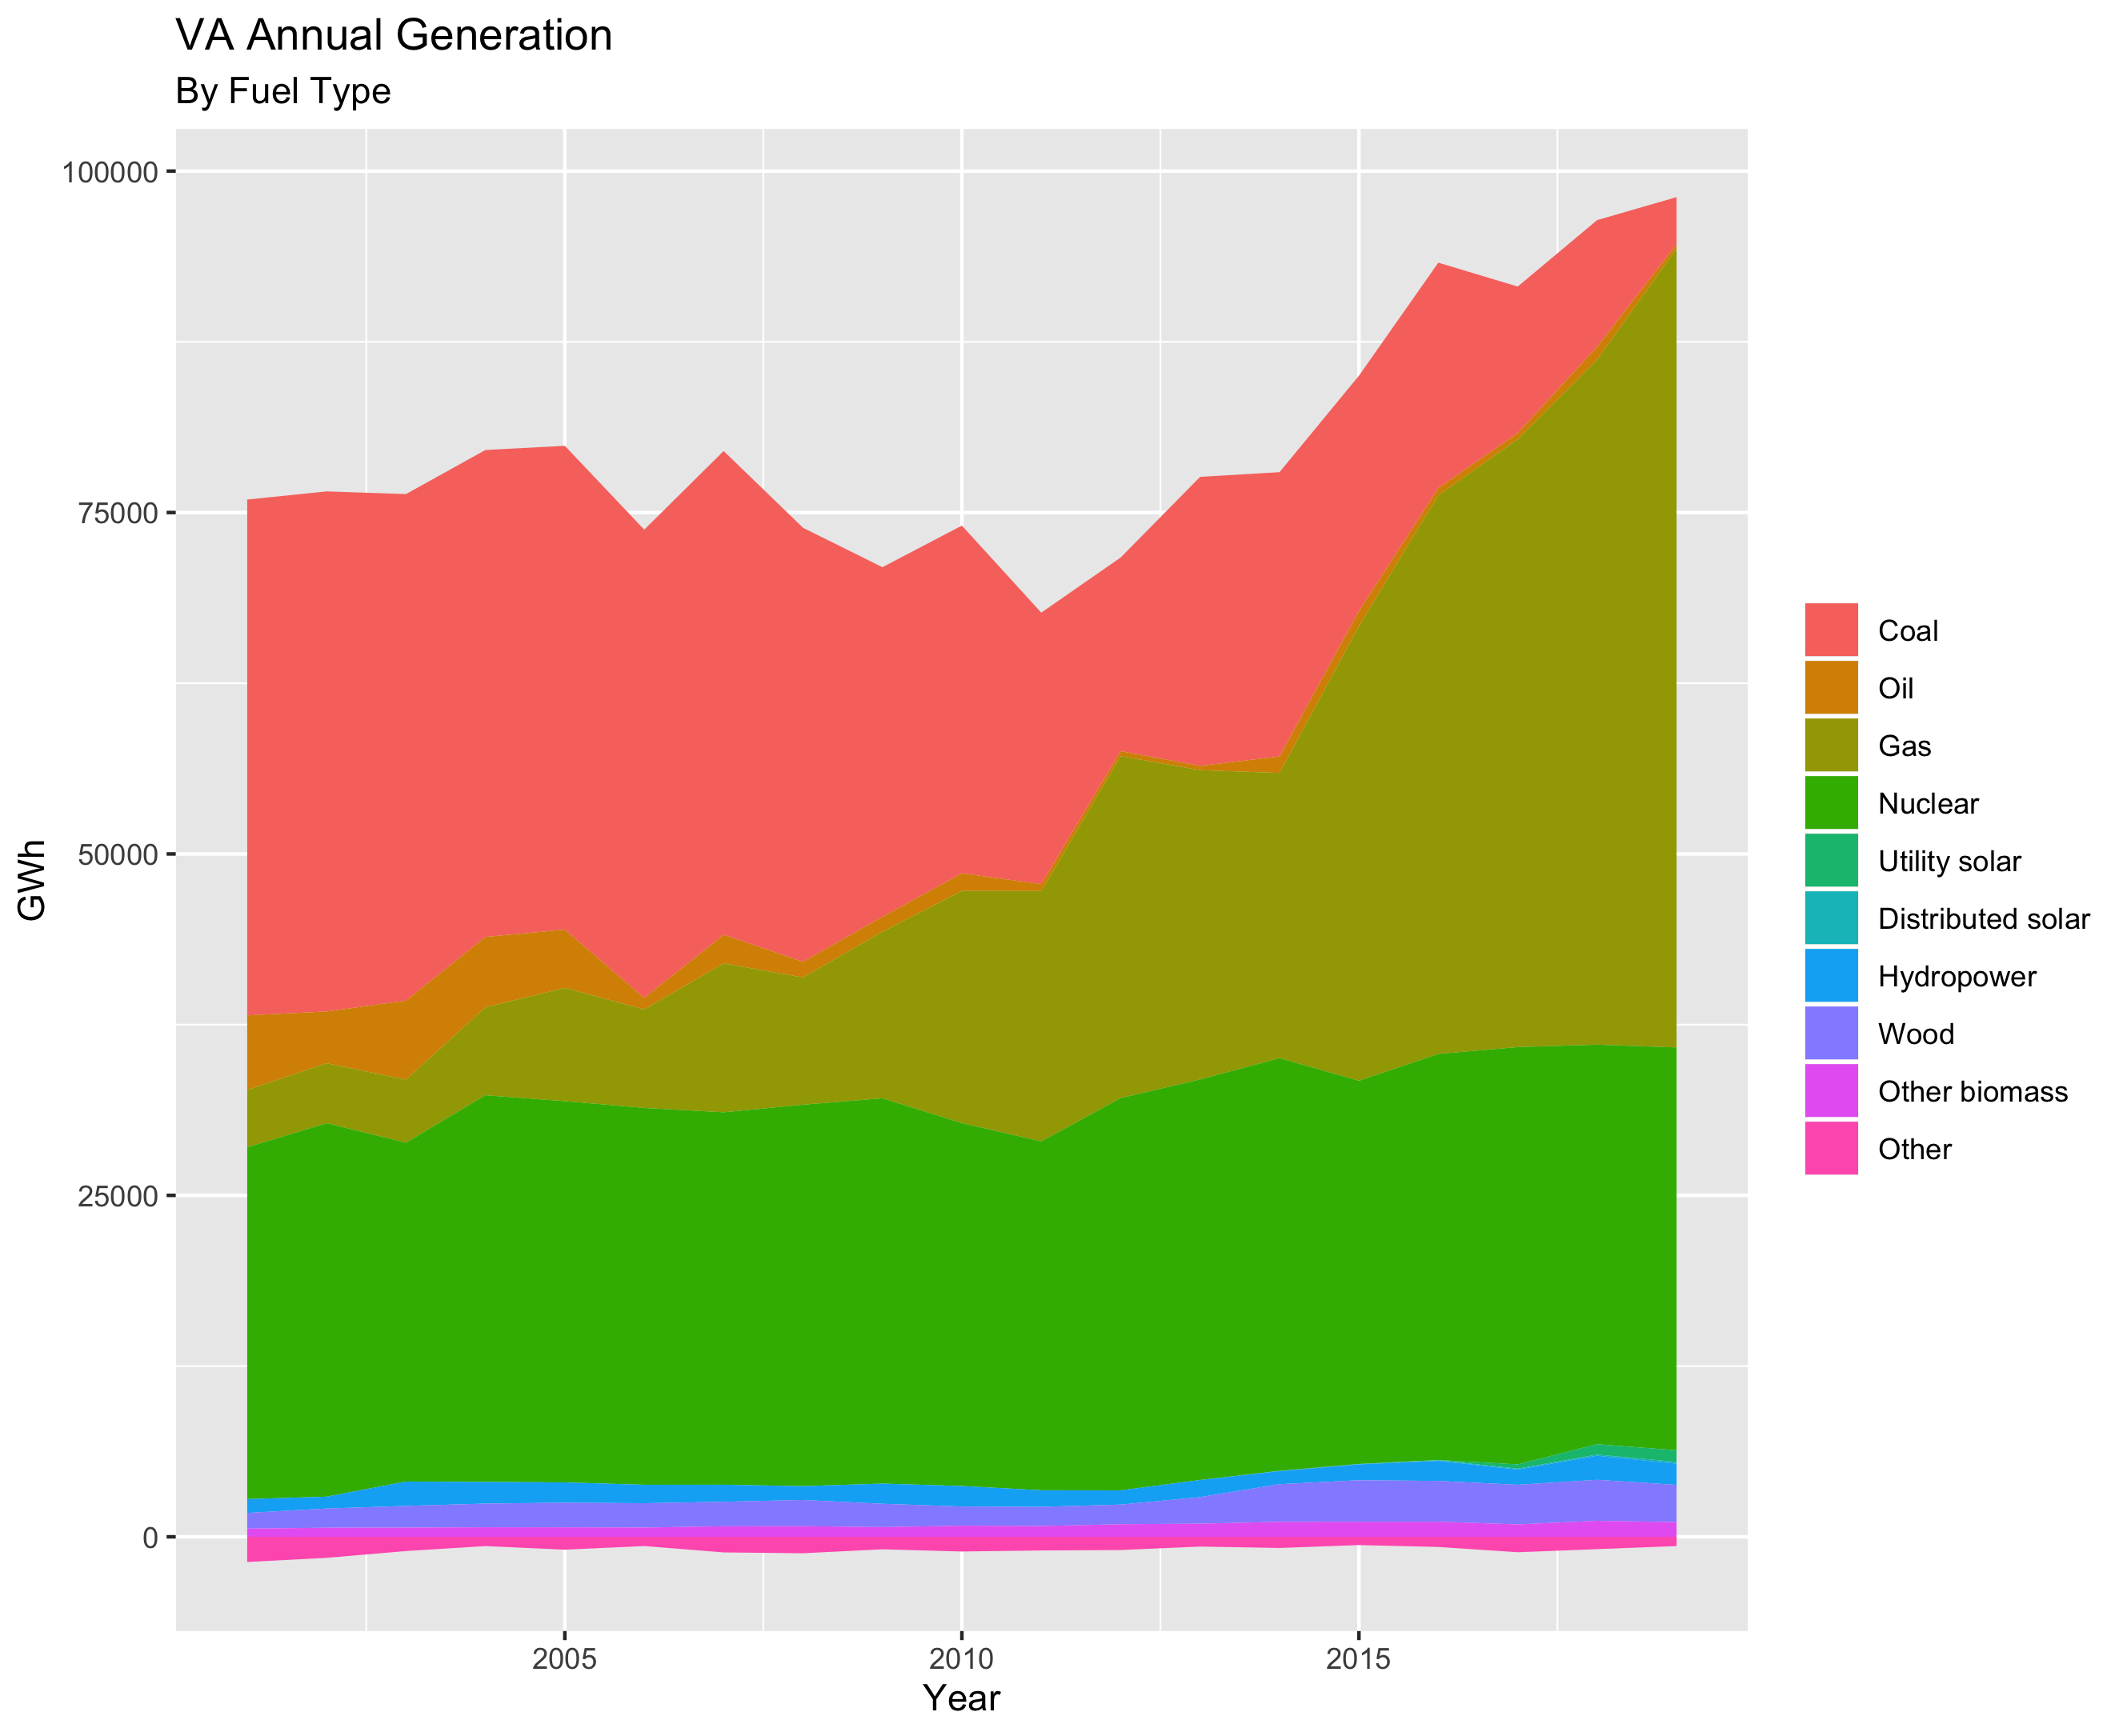 VA Annual Generation
By Fuel Type
100000
75000
50000
25000
0
GWh
2005
2010
2015
Year
Coal
Oil
Gas
Nuclear
Utility solar
Distributed solar
Hydropower
Wood
Other biomass
Other